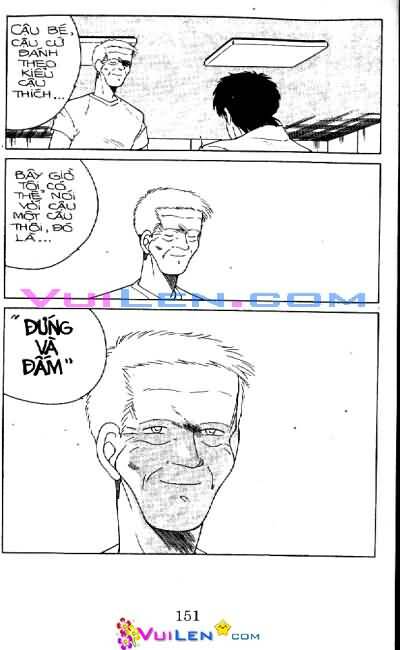 CẬU BÉ,
CẬU CỨ
ĐÁNH
THEO
KIỂU
CẬU
THÍCH...
BÂY GIỜ
TÔI CÓ
THỂ NÓI
VỚI CẬU
MỘT CÂU
THÔI, ĐÓ
LÀ...
VUILEN.COM
"ĐỨNG
VÀ
ĐẤM"
151
VUILEN.COM